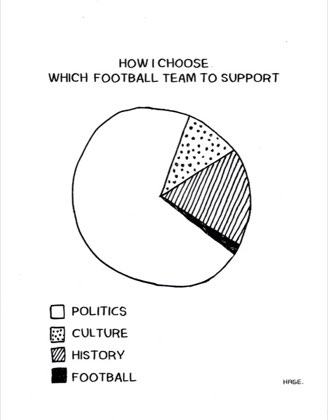 HOW I CHOOSE
WHICH FOOTBALL TEAM TO SUPPORT
POLITICS
CULTURE
HISTORY
FOOTBALL
HAGE.